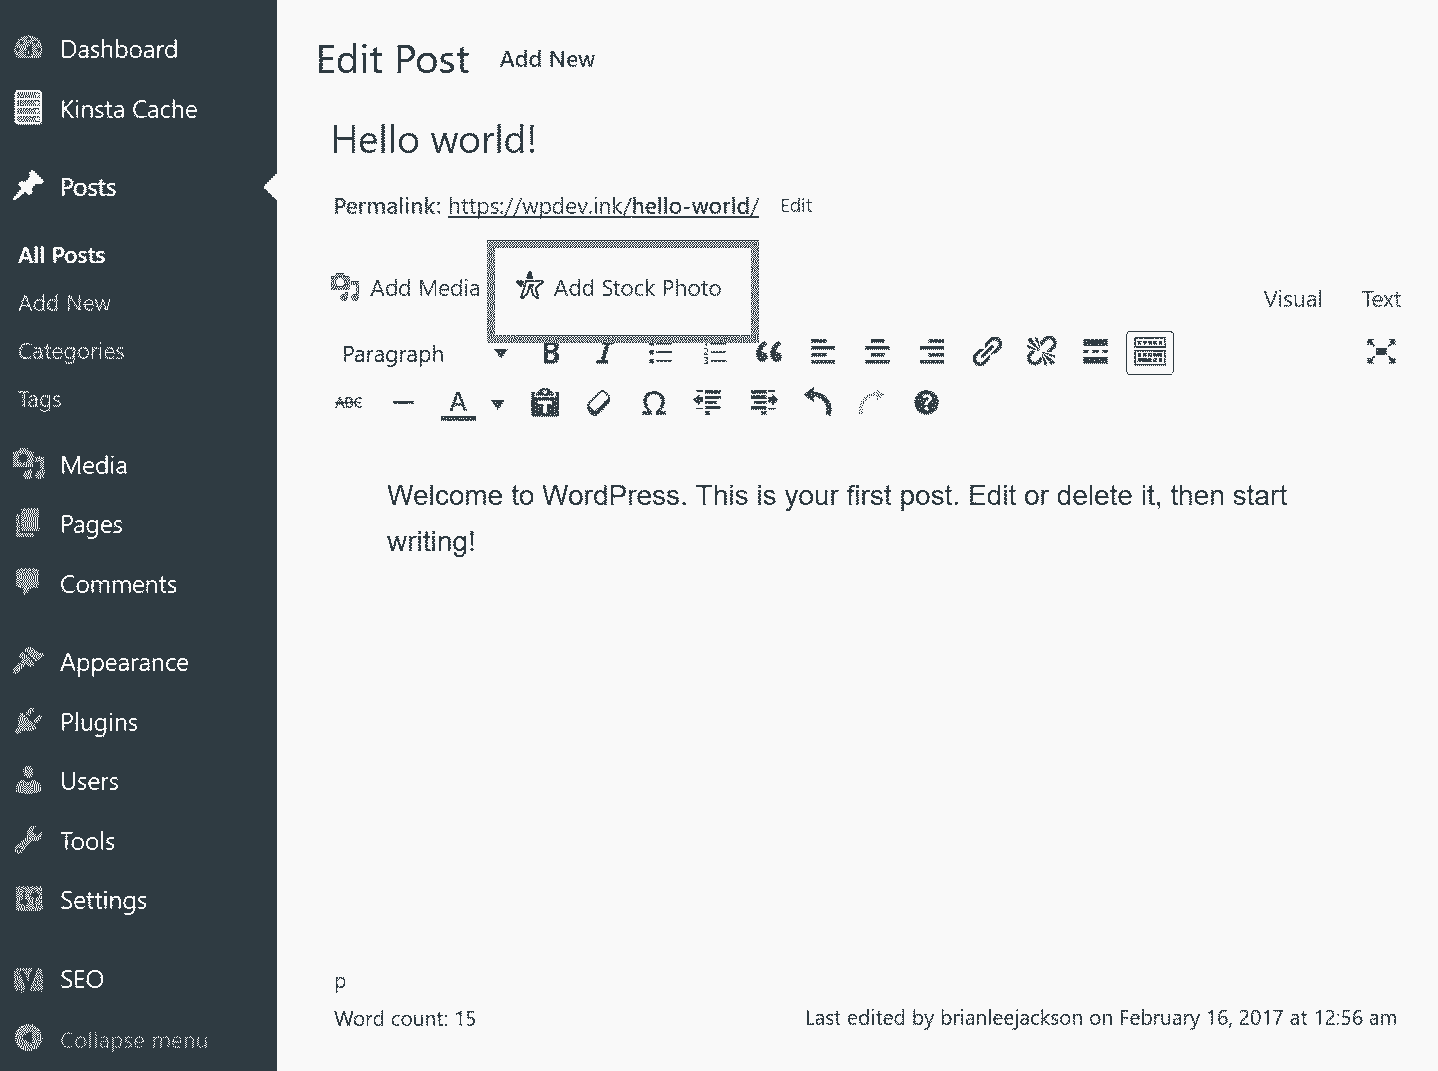 Dashboard
Kinsta Cache
Posts
All Posts
Add New
Categories
Tags
Media
Pages
Comments
Appearance
Plugins
Users
Tools
Settings
SEO
Collapse menu
Edit Post Add New
Hello world!
Permalink: https://wpdev.ink/hello-world/ Edit
Add Media Add Stock Photo
Visual Text
Paragraph B I
ABC A Ω
Welcome to WordPress. This is your first post. Edit or delete it, then start
writing!
p
Word count: 15 Last edited by brianleejackson on February 16, 2017 at 12:56 am